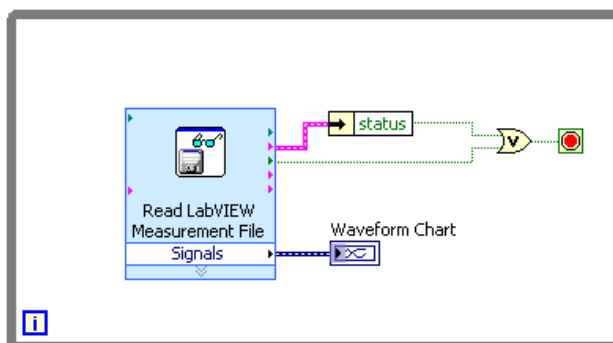 status
V
Read LabVIEW
Measurement File
Signals
Waveform Chart
i